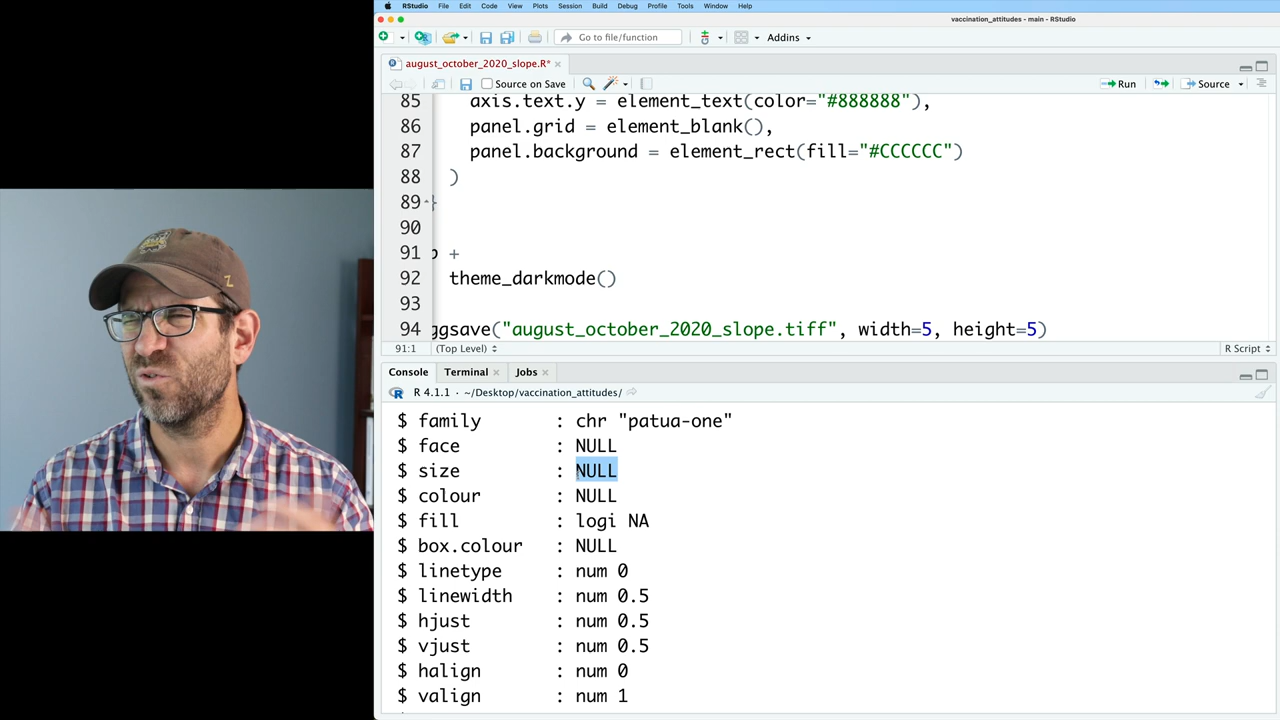 RStudio File Edit Code View Plots Session Build Debug Profile Tools Window Help
vaccination_attitudes - main - RStudio
Go to file/function Addins
august_october_2020_slope.R*
Source on Save Run Source
85 axis.text.y = element_text(color="#888888"),
86 panel.grid = element_blank(),
87 panel.background = element_rect(fill="#CCCCCC")
88 )
89 }
90
91 p +
92 theme_darkmode()
93
94 ggsave("august_october_2020_slope.tiff", width=5, height=5)
91:1 (Top Level) R Script
Console Terminal Jobs
R 4.1.1 · ~/Desktop/vaccination_attitudes/
$ family : chr "patua-one"
$ face : NULL
$ size : NULL
$ colour : NULL
$ fill : logi NA
$ box.colour : NULL
$ linetype : num 0
$ linewidth : num 0.5
$ hjust : num 0.5
$ vjust : num 0.5
$ halign : num 0
$ valign : num 1